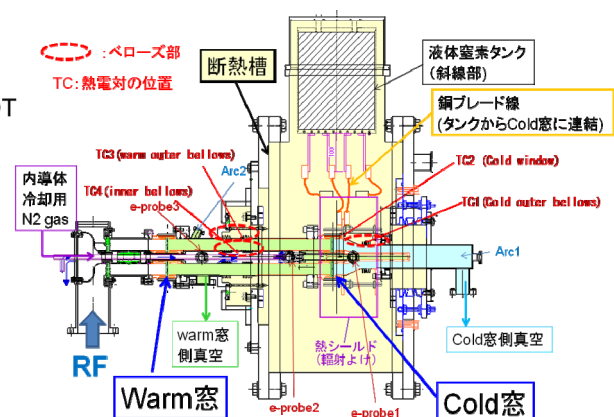 :ベローズ部
TC:熱電対の位置
OT
断熱槽
液体窒素タンク
(斜線部)
銅ブレード線
(タンクからCold窓に連結)
TC3(warm outer bellows)
TC4(inner bellows)
Arc2
e-probe3
TC2 (Cold window)
TC1(Cold outer bellows)
内導体
冷却用
N2 gas
Arc1
RF
warm窓
側真空
熱シールド
(輻射よけ)
Cold窓側真空
Warm窓
Cold窓
e-probe2
e-probe1